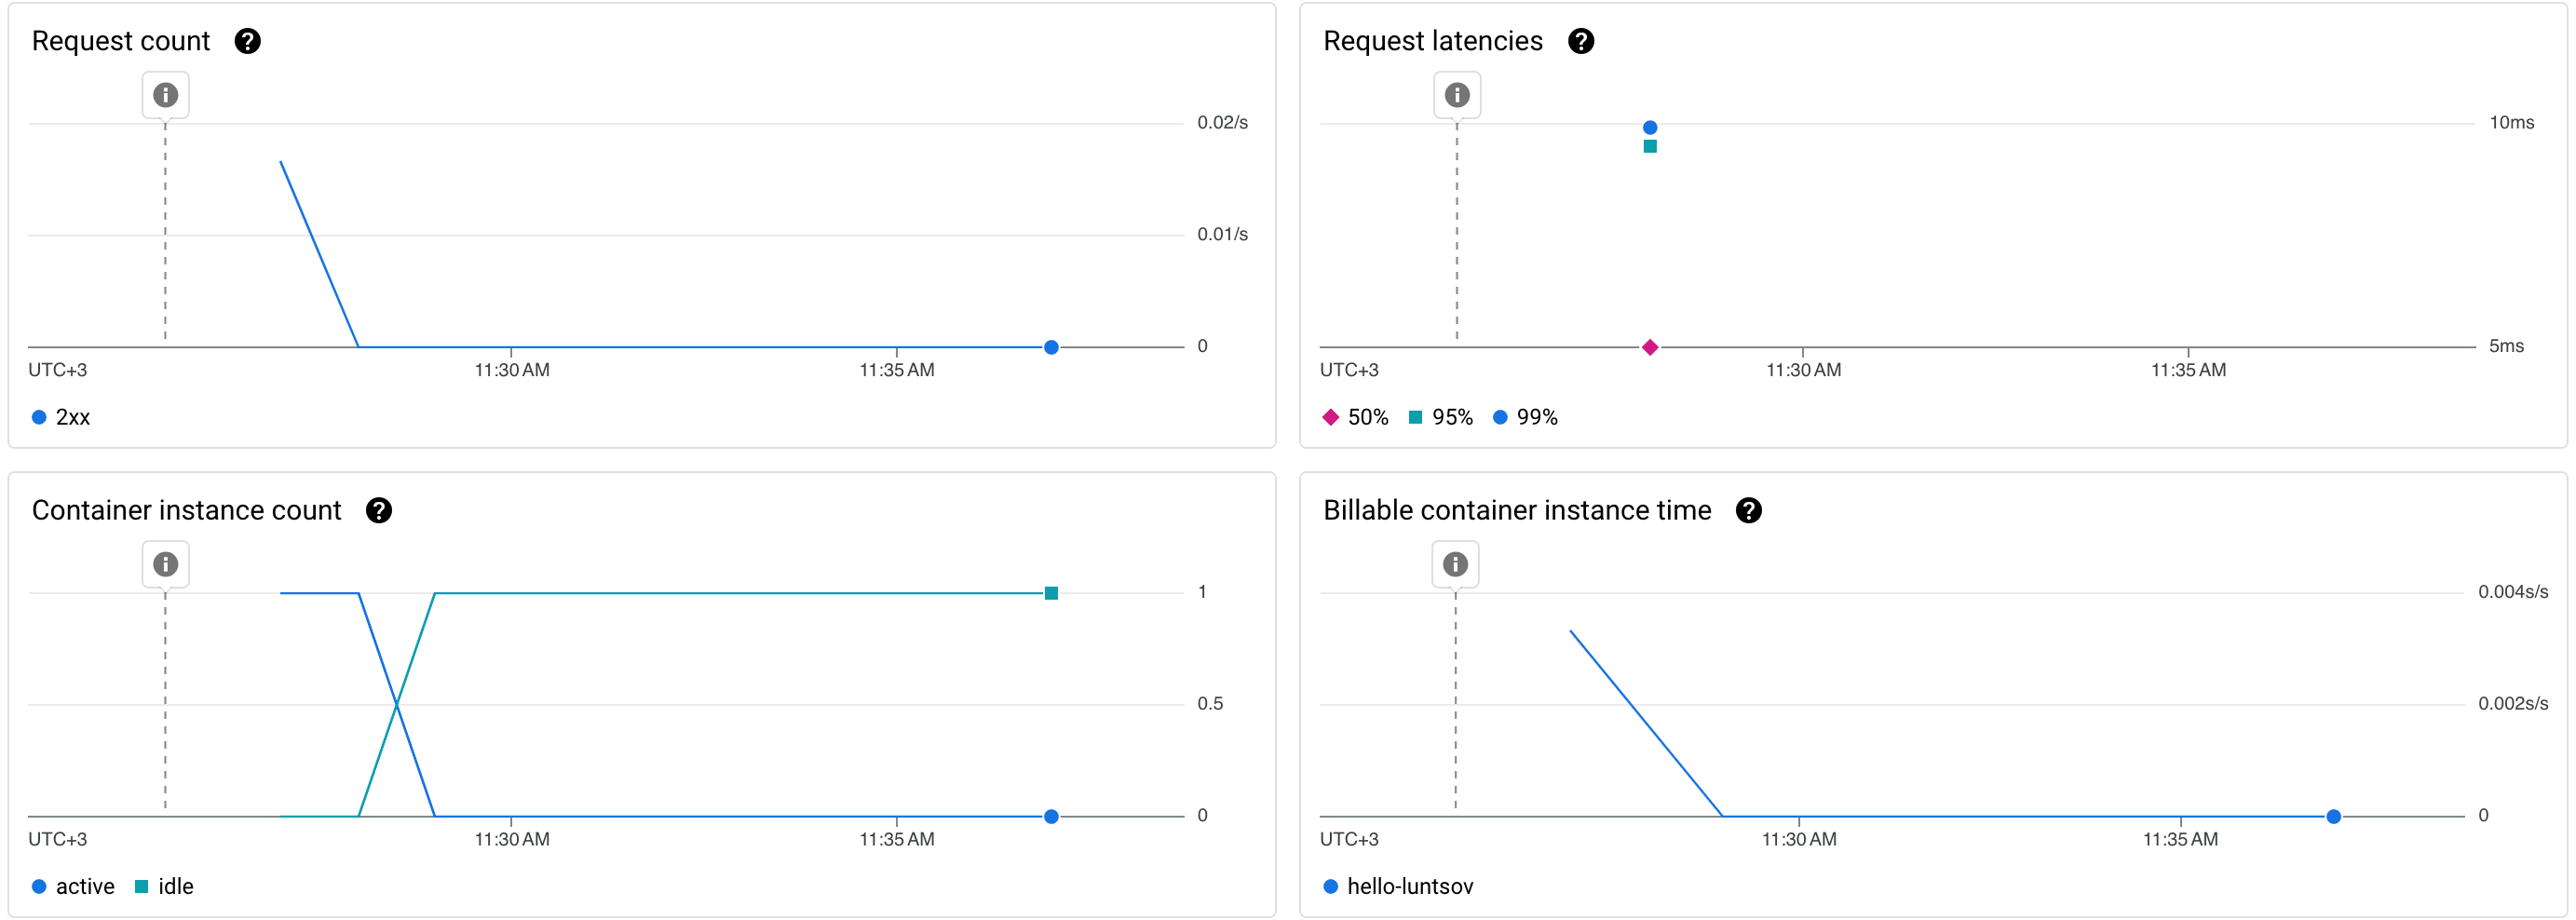 Request count
0.02/s
0.01/s
0
UTC+3 11:30 AM 11:35 AM
2xx
Request latencies
10ms
5ms
UTC+3 11:30 AM 11:35 AM
50% 95% 99%
Container instance count
1
0.5
0
UTC+3 11:30 AM 11:35 AM
active idle
Billable container instance time
0.004s/s
0.002s/s
0
UTC+3 11:30 AM 11:35 AM
hello-luntsov